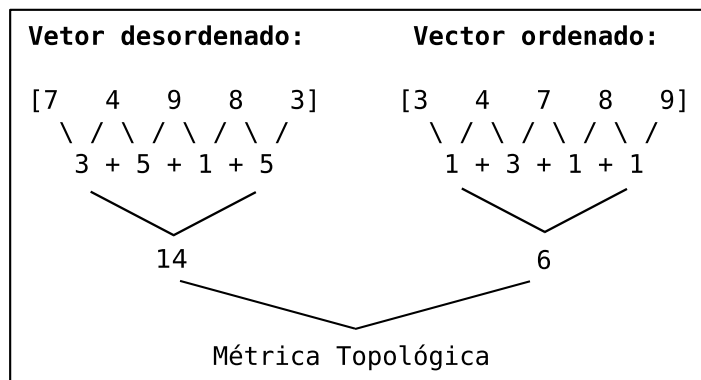 Vetor desordenado: Vector ordenado:
[7 4 9 8 3] [3 4 7 8 9]
\ / \ / \ / \ / \ / \ / \ / \ /
3 + 5 + 1 + 5 1 + 3 + 1 + 1
14 6
Métrica Topológica